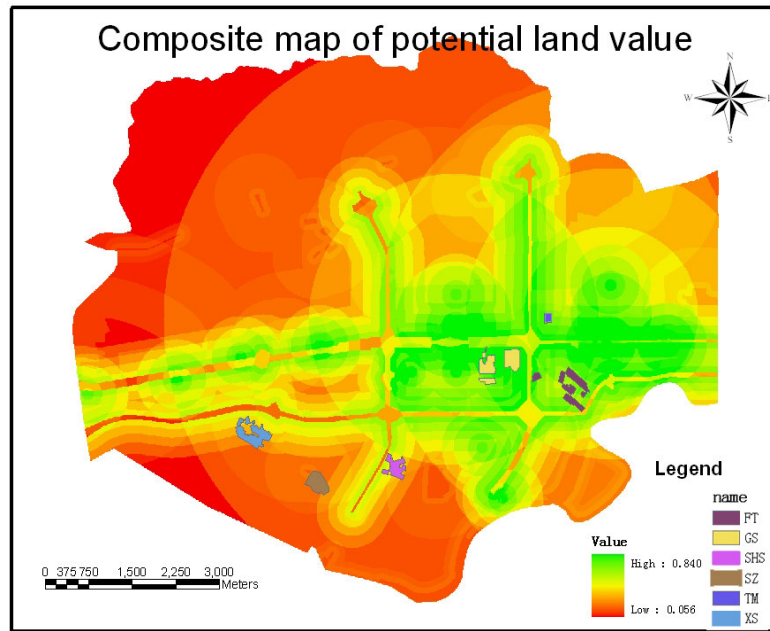 Composite map of potential land value
N
W
E
S
Legend
name
FT
GS
SHS
SZ
TM
XS
Value
High : 0.840
Low : 0.056
0 375 750 1,500 2,250 3,000
Meters